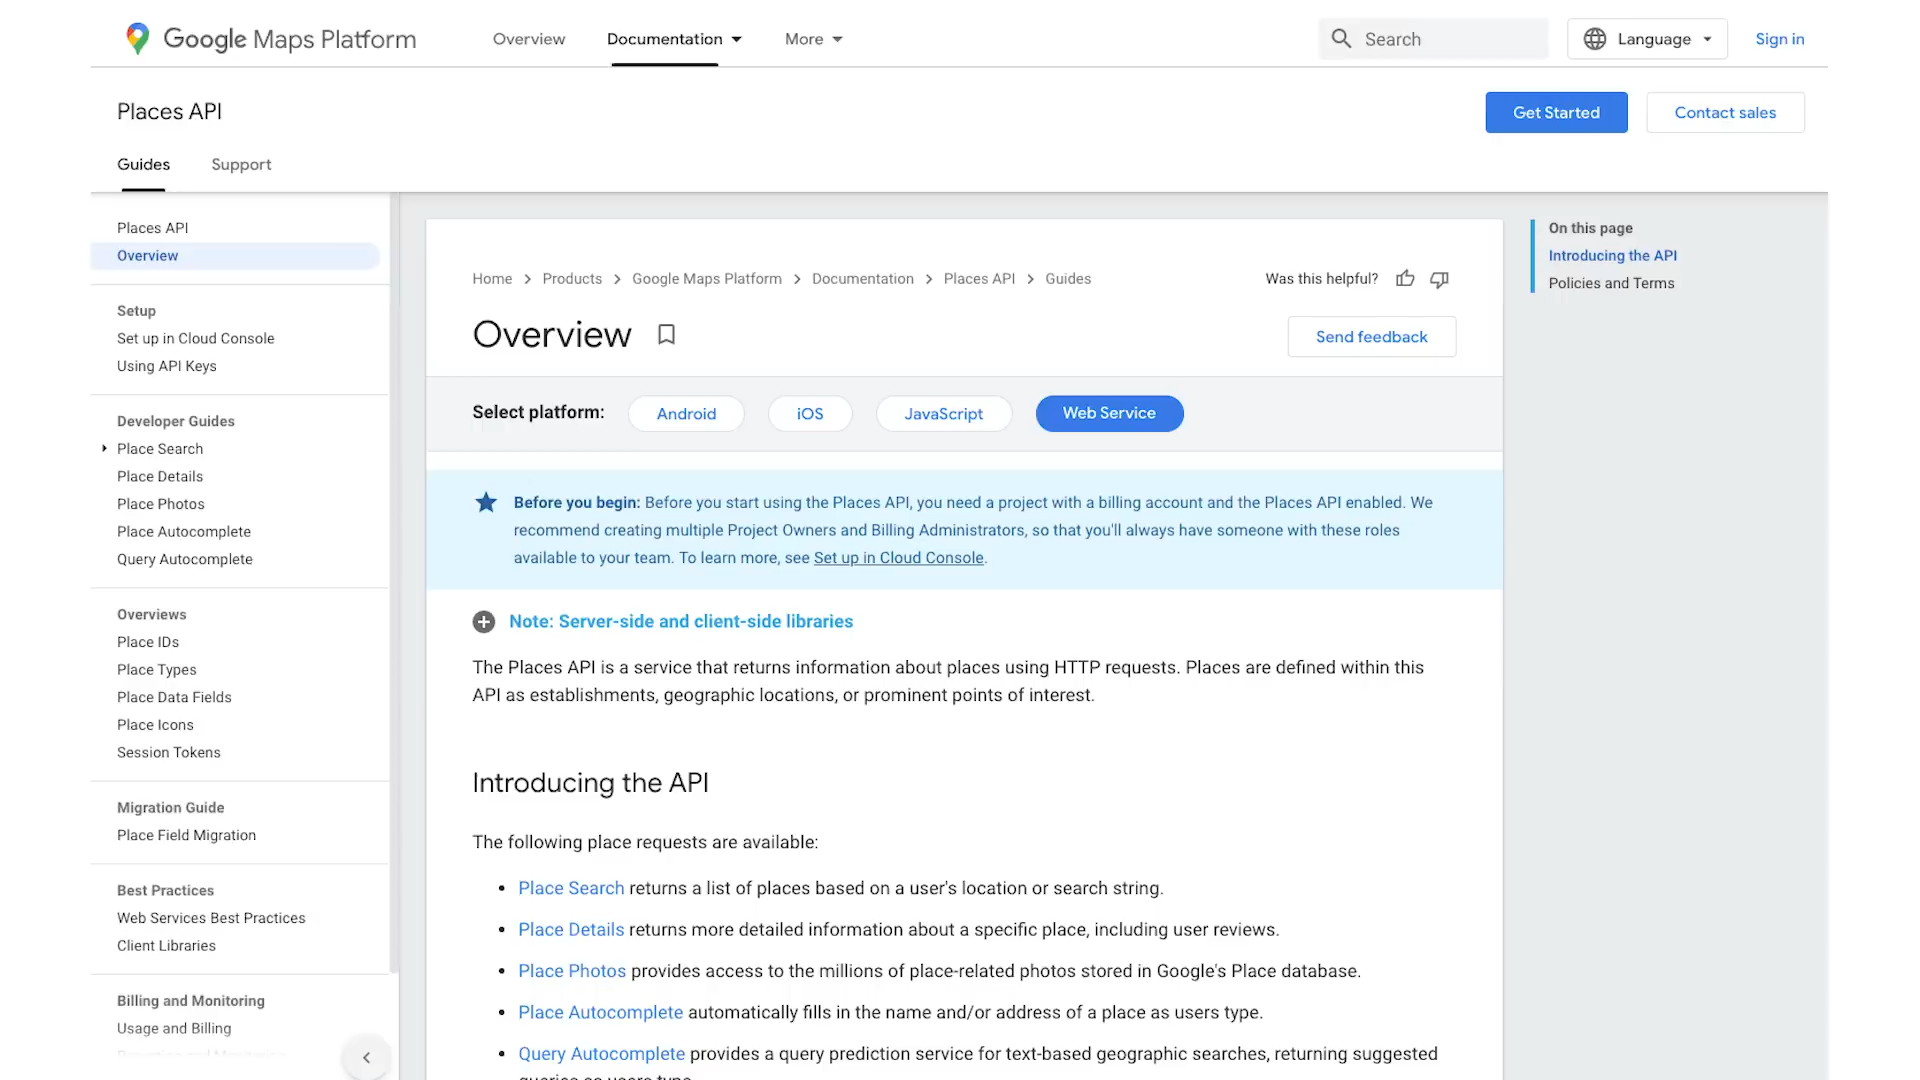 Google Maps Platform
Overview
Documentation
More
Search
Language
Sign in
Places API
Get Started
Contact sales
Guides
Support
Places API
Overview
Setup
Set up in Cloud Console
Using API Keys
Developer Guides
Place Search
Place Details
Place Photos
Place Autocomplete
Query Autocomplete
Overviews
Place IDs
Place Types
Place Data Fields
Place Icons
Session Tokens
Migration Guide
Place Field Migration
Best Practices
Web Services Best Practices
Client Libraries
Billing and Monitoring
Usage and Billing
Home > Products > Google Maps Platform > Documentation > Places API > Guides
Was this helpful?
Overview
Send feedback
Select platform:
Android
iOS
JavaScript
Web Service
Before you begin: Before you start using the Places API, you need a project with a billing account and the Places API enabled. We
recommend creating multiple Project Owners and Billing Administrators, so that you'll always have someone with these roles
available to your team. To learn more, see Set up in Cloud Console.
Note: Server-side and client-side libraries
The Places API is a service that returns information about places using HTTP requests. Places are defined within this
API as establishments, geographic locations, or prominent points of interest.
Introducing the API
The following place requests are available:
• Place Search returns a list of places based on a user's location or search string.
• Place Details returns more detailed information about a specific place, including user reviews.
• Place Photos provides access to the millions of place-related photos stored in Google's Place database.
• Place Autocomplete automatically fills in the name and/or address of a place as users type.
• Query Autocomplete provides a query prediction service for text-based geographic searches, returning suggested
On this page
Introducing the API
Policies and Terms